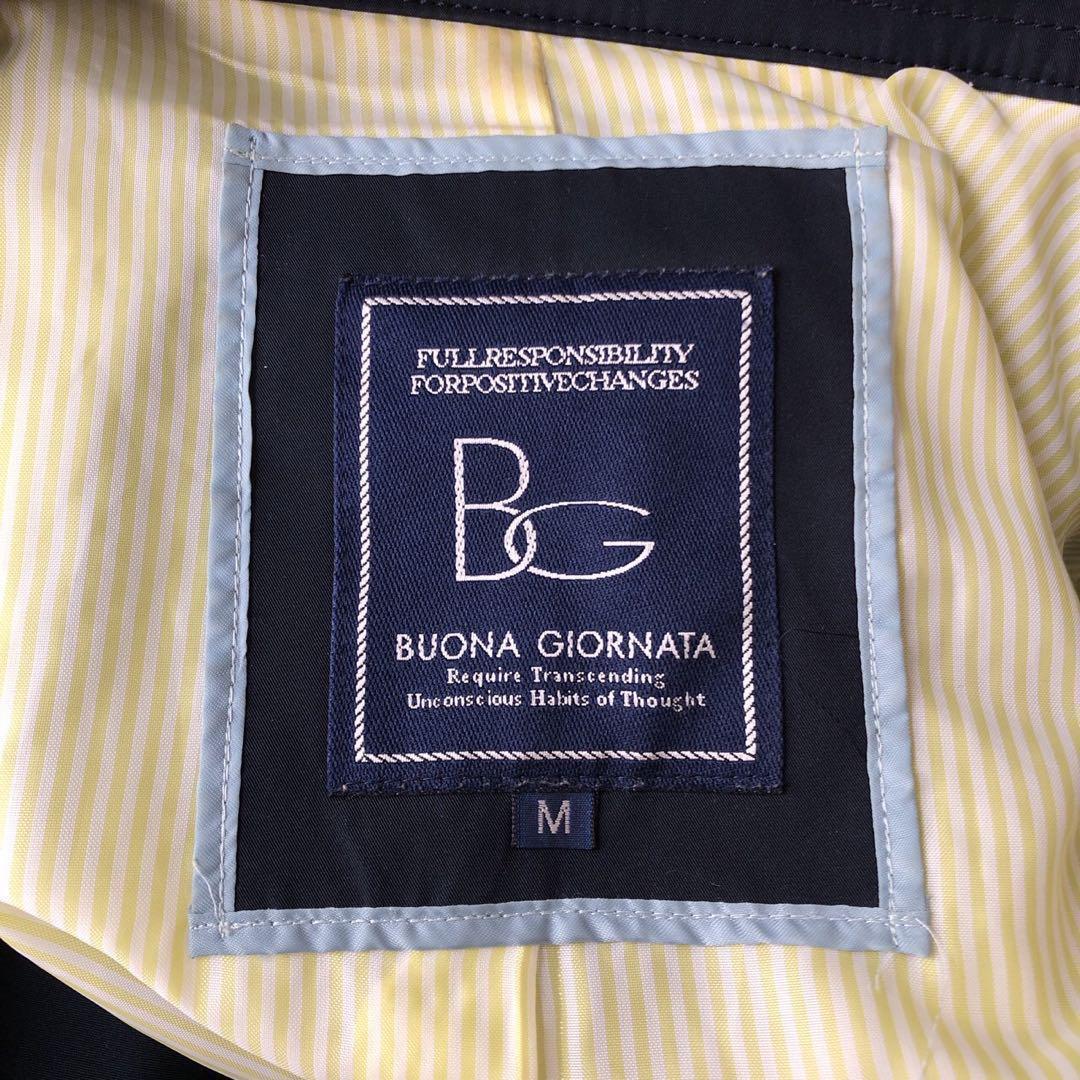 FULLRESPONSIBILITY
FORPOSITIVECHANGES
BG
BUONA GIORNATA
Require Transcending
Unconscious Habits of Thought
M